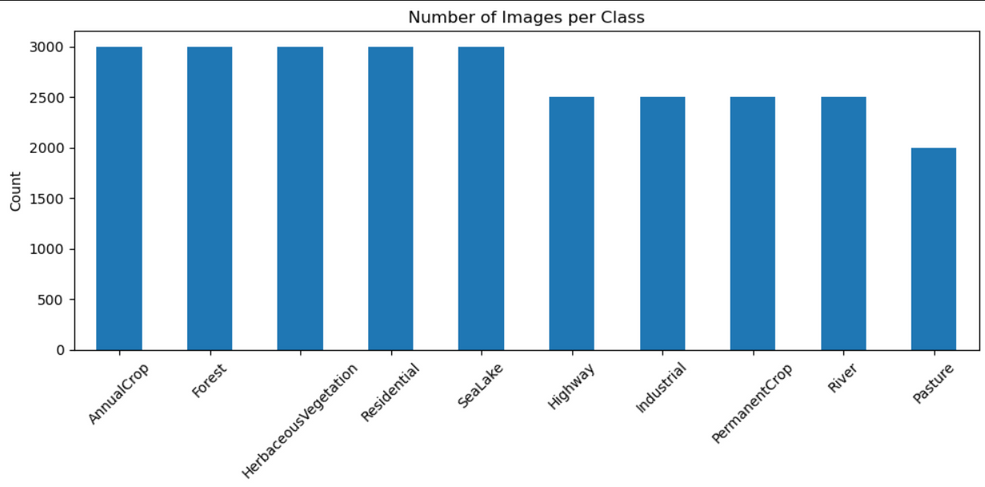 Number of Images per Class
Count
3000
2500
2000
1500
1000
500
0
AnnualCrop
Forest
HerbaceousVegetation
Residential
SeaLake
Highway
Industrial
PermanentCrop
River
Pasture